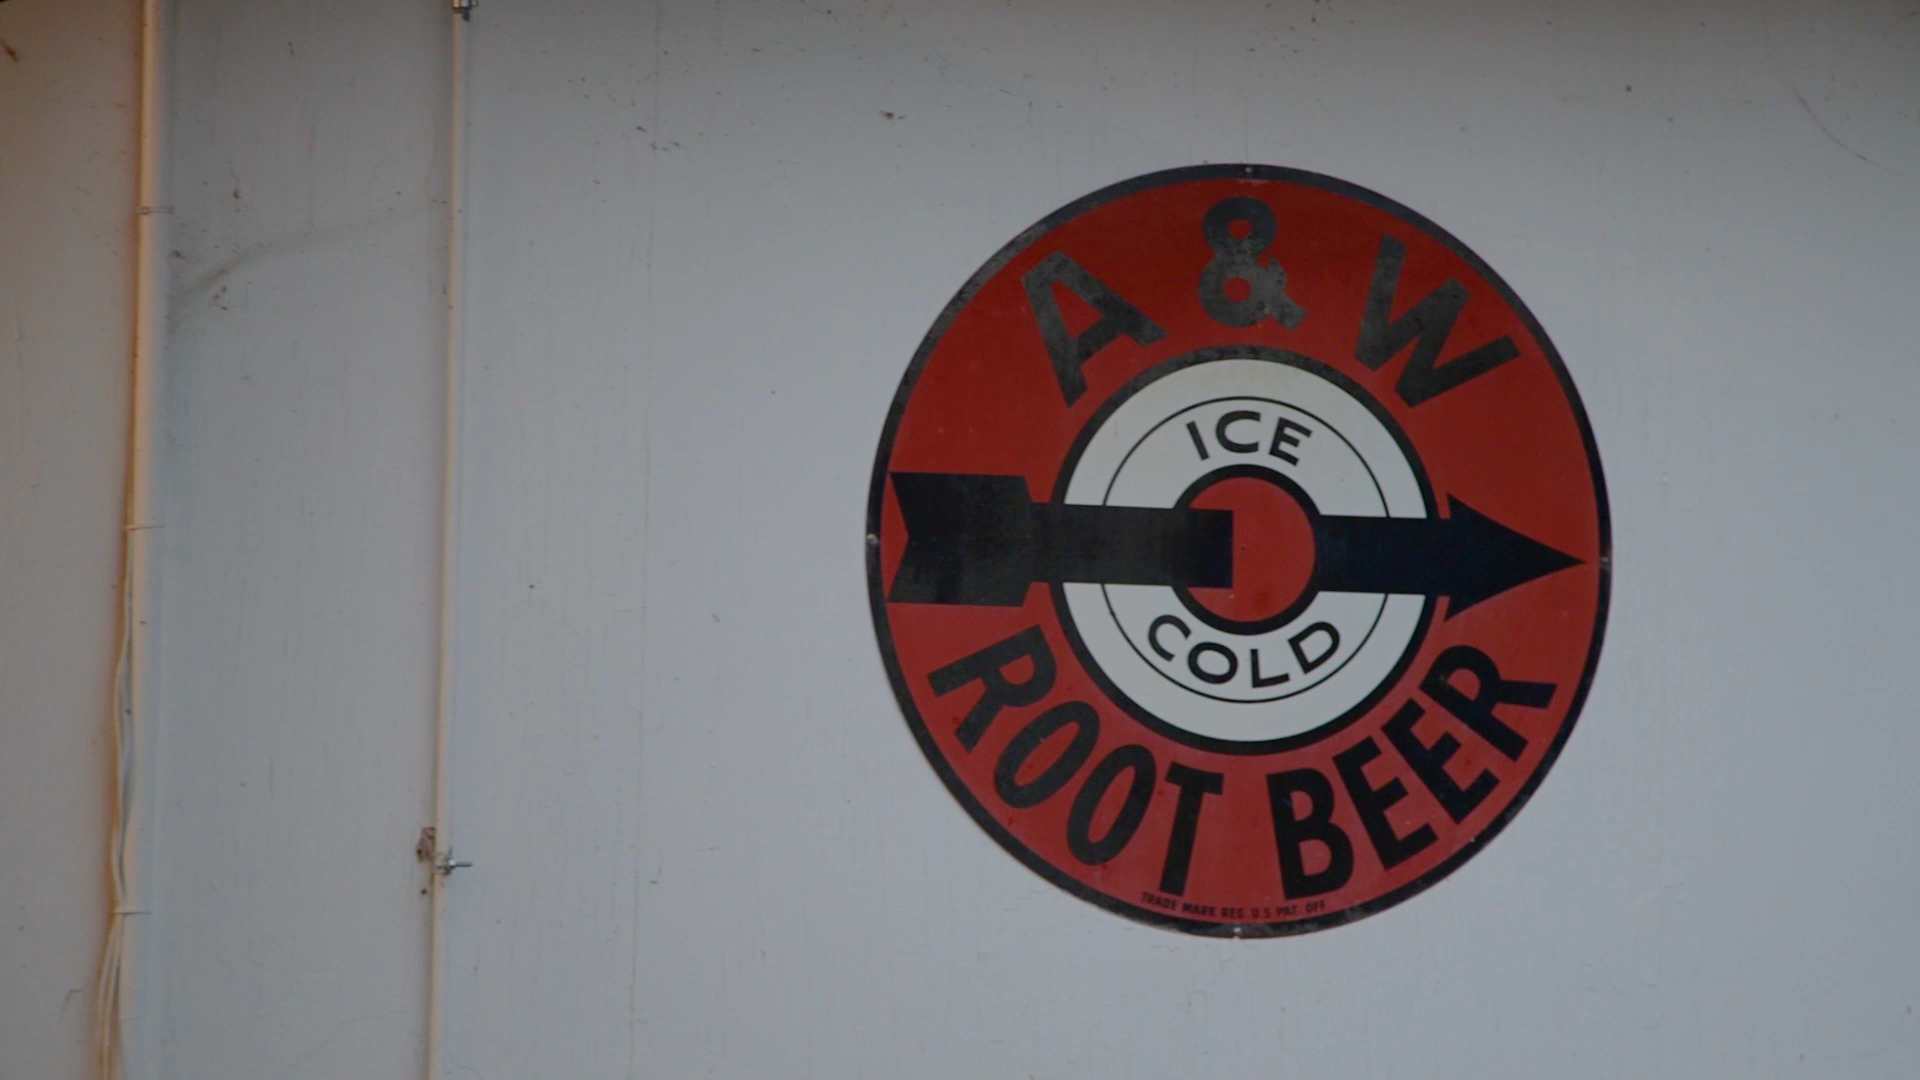 A & W
ICE
COLD
ROOT BEER
TRADE MARK REG. U.S. PAT. OFF.